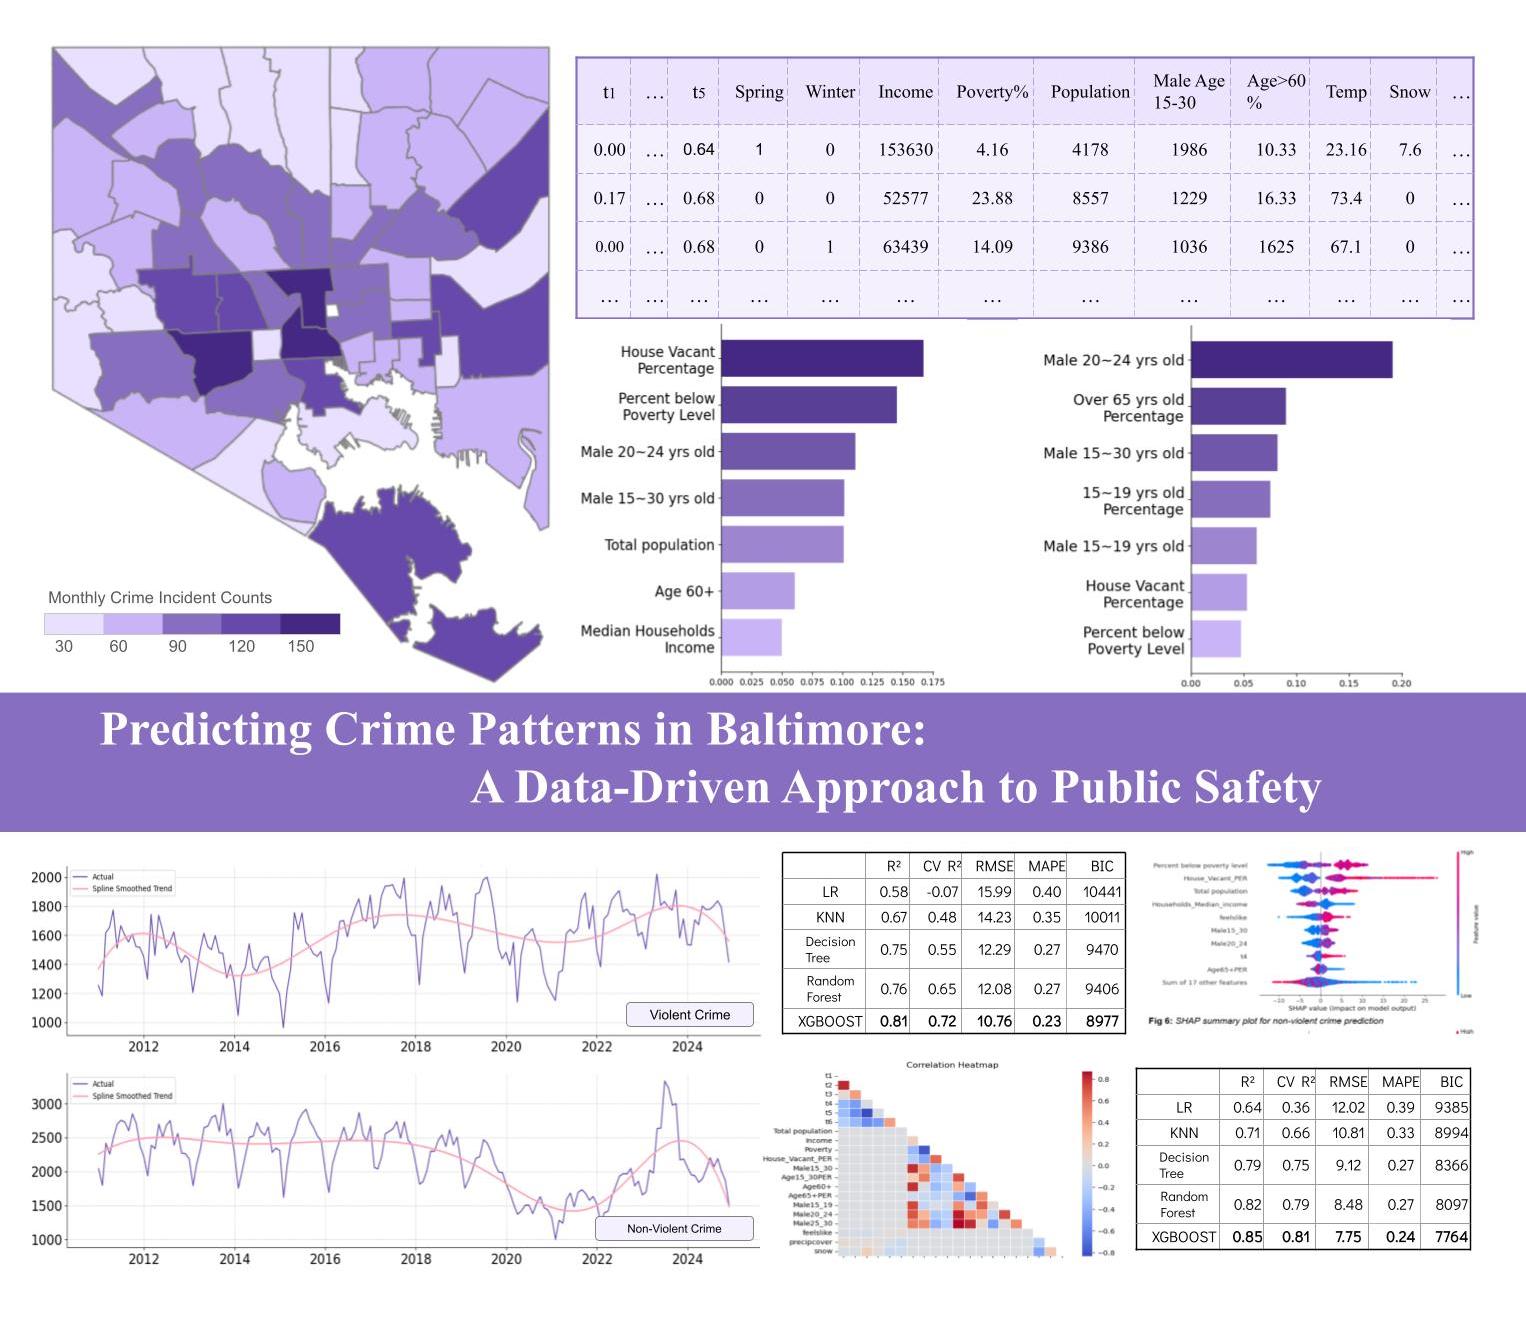 t1 … t5 Spring Winter Income Poverty% Population Male Age 15-30 Age>60 % Temp Snow …
0.00 … 0.64 1 0 153630 4.16 4178 1986 10.33 23.16 7.6 …
0.17 … 0.68 0 0 52577 23.88 8557 1229 16.33 73.4 0 …
0.00 … 0.68 0 1 63439 14.09 9386 1036 1625 67.1 0 …
… … … … … … … … … … … … …
Monthly Crime Incident Counts
30 60 90 120 150
House Vacant
Percentage
Percent below
Poverty Level
Male 20~24 yrs old
Male 15~30 yrs old
Total population
Age 60+
Median Households
Income
0.000 0.025 0.050 0.075 0.100 0.125 0.150 0.175
Male 20~24 yrs old
Over 65 yrs old
Percentage
Male 15~30 yrs old
15~19 yrs old
Percentage
Male 15~19 yrs old
House Vacant
Percentage
Percent below
Poverty Level
0.00 0.05 0.10 0.15 0.20
Predicting Crime Patterns in Baltimore:
A Data-Driven Approach to Public Safety
Actual
Spline Smoothed Trend
2000
1800
1600
1400
1200
1000
Violent Crime
2012 2014 2016 2018 2020 2022 2024
Actual
Spline Smoothed Trend
3000
2500
2000
1500
1000
Non-Violent Crime
2012 2014 2016 2018 2020 2022 2024
R² CV R² RMSE MAPE BIC
LR 0.58 -0.07 15.99 0.40 10441
KNN 0.67 0.48 14.23 0.35 10011
Decision Tree 0.75 0.55 12.29 0.27 9470
Random Forest 0.76 0.65 12.08 0.27 9406
XGBOOST 0.81 0.72 10.76 0.23 8977
Percent below poverty level
House_Vacant_PER
Total population
Households_Median_income
feelslike
Male15_30
Male20_24
t4
Age65+PER
Sum of 17 other features
−10 −5 0 5 10 15 20 25
SHAP value (impact on model output)
High
Feature value
Low
Fig 6: SHAP summary plot for non-violent crime prediction
High
Correlation Heatmap
t1
t2
t3
t4
t5
t6
Total population
Income
Poverty
House_Vacant_PER
Male15_30
Age15_30PER
Age60+
Age65+PER
Male15_19
Male20_24
Male25_30
feelslike
precipcover
snow
0.8
0.6
0.4
0.2
0.0
−0.2
−0.4
−0.6
−0.8
R² CV R² RMSE MAPE BIC
LR 0.64 0.36 12.02 0.39 9385
KNN 0.71 0.66 10.81 0.33 8994
Decision Tree 0.79 0.75 9.12 0.27 8366
Random Forest 0.82 0.79 8.48 0.27 8097
XGBOOST 0.85 0.81 7.75 0.24 7764